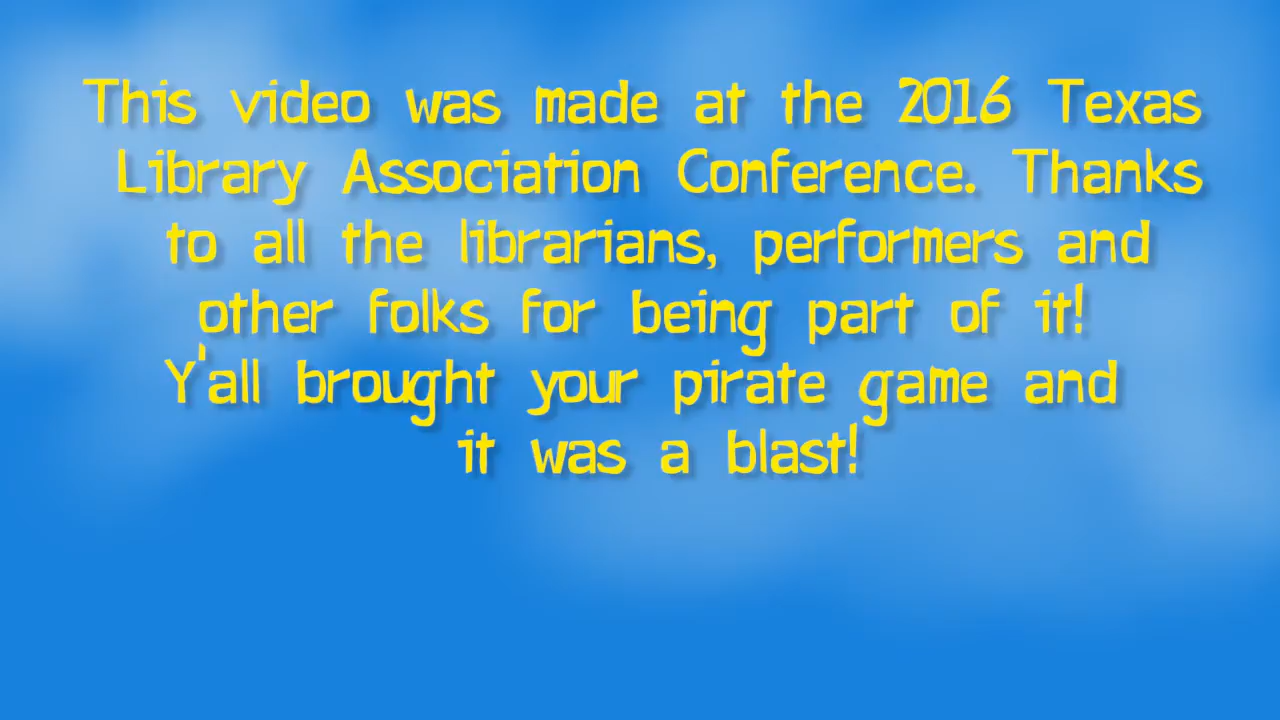 This video was made at the 2016 Texas
Library Association Conference. Thanks
to all the librarians, performers and
other folks for being part of it!
Y'all brought your pirate game and
it was a blast!